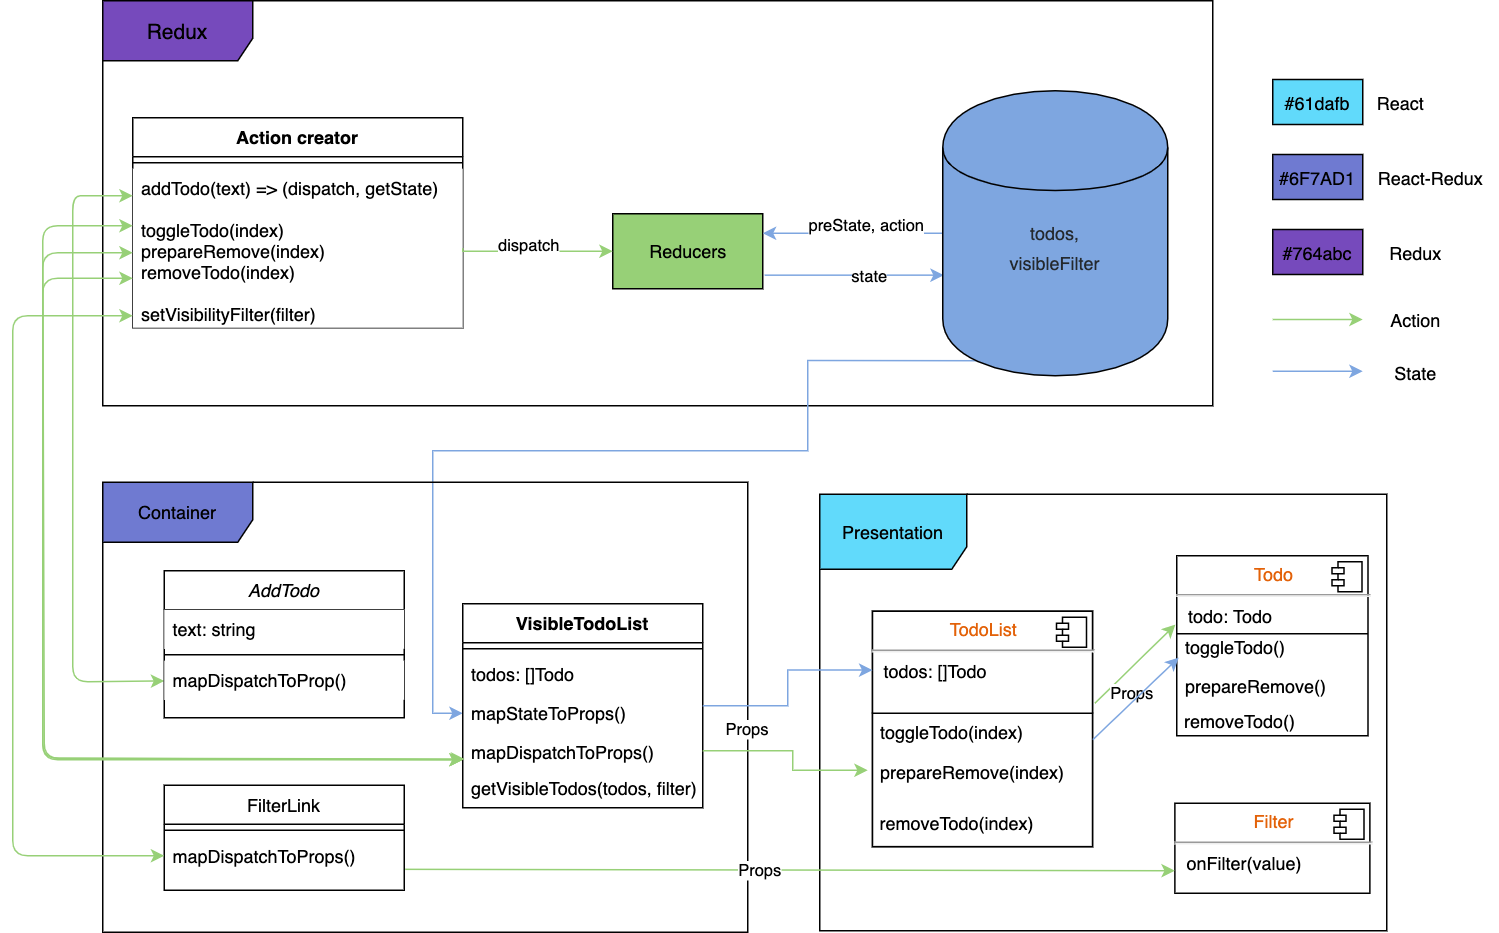 Redux
Action creator
addTodo(text) => (dispatch, getState)
toggleTodo(index)
prepareRemove(index)
removeTodo(index)
setVisibilityFilter(filter)
dispatch
Reducers
preState, action
state
todos,
visibleFilter
#61dafb
React
#6F7AD1
React-Redux
#764abc
Redux
Action
State
Container
AddTodo
text: string
mapDispatchToProp()
VisibleTodoList
todos: []Todo
mapStateToProps()
mapDispatchToProps()
getVisibleTodos(todos, filter)
FilterLink
mapDispatchToProps()
Props
Props
Presentation
TodoList
todos: []Todo
toggleTodo(index)
prepareRemove(index)
removeTodo(index)
Props
Todo
todo: Todo
toggleTodo()
prepareRemove()
removeTodo()
Filter
onFilter(value)